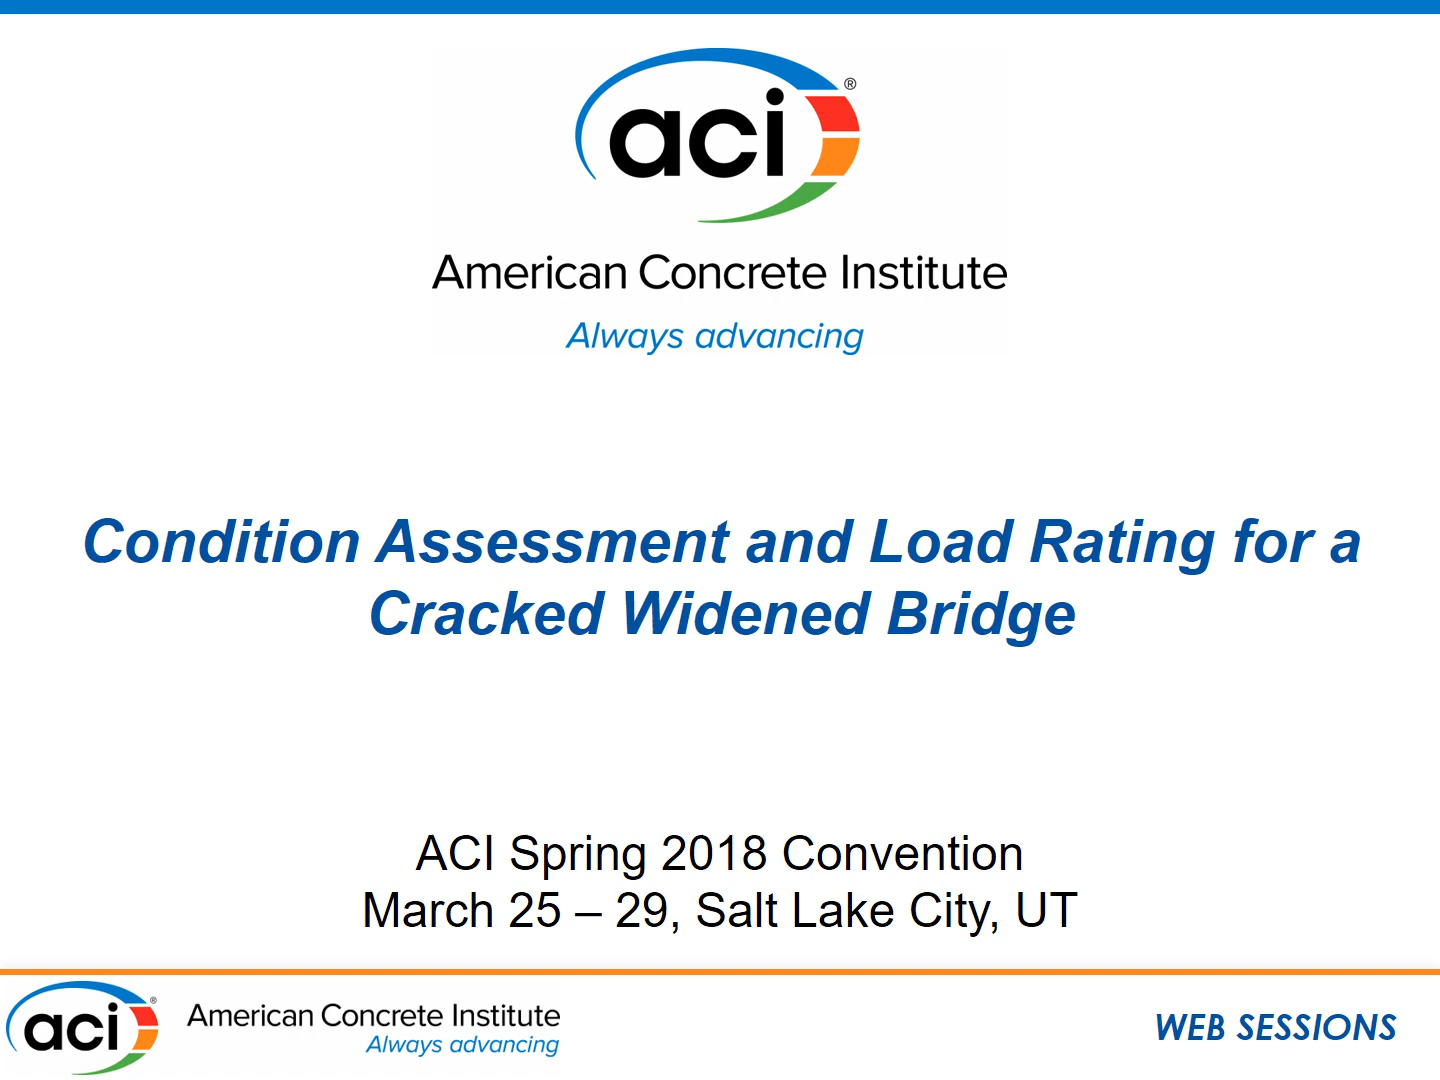 aci®
American Concrete Institute
Always advancing
Condition Assessment and Load Rating for a
Cracked Widened Bridge
ACI Spring 2018 Convention
March 25 – 29, Salt Lake City, UT
aci®
American Concrete Institute
Always advancing
WEB SESSIONS